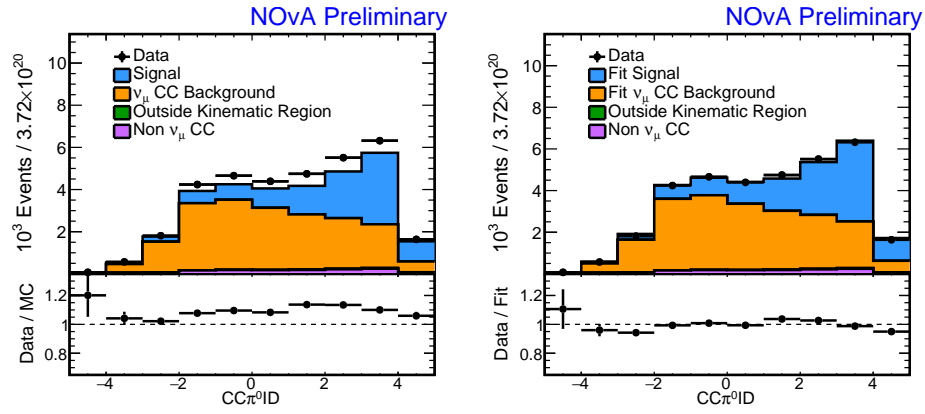 NOvA Preliminary
10³ Events / 3.72×10²⁰
10
8
6
4
2
Data
Signal
νμ CC Background
Outside Kinematic Region
Non νμ CC
Data / MC
1.2
1
0.8
−4 −2 0 2 4
CCπ⁰ID
NOvA Preliminary
10³ Events / 3.72×10²⁰
10
8
6
4
2
Data
Fit Signal
Fit νμ CC Background
Outside Kinematic Region
Non νμ CC
Data / Fit
1.2
1
0.8
−4 −2 0 2 4
CCπ⁰ID